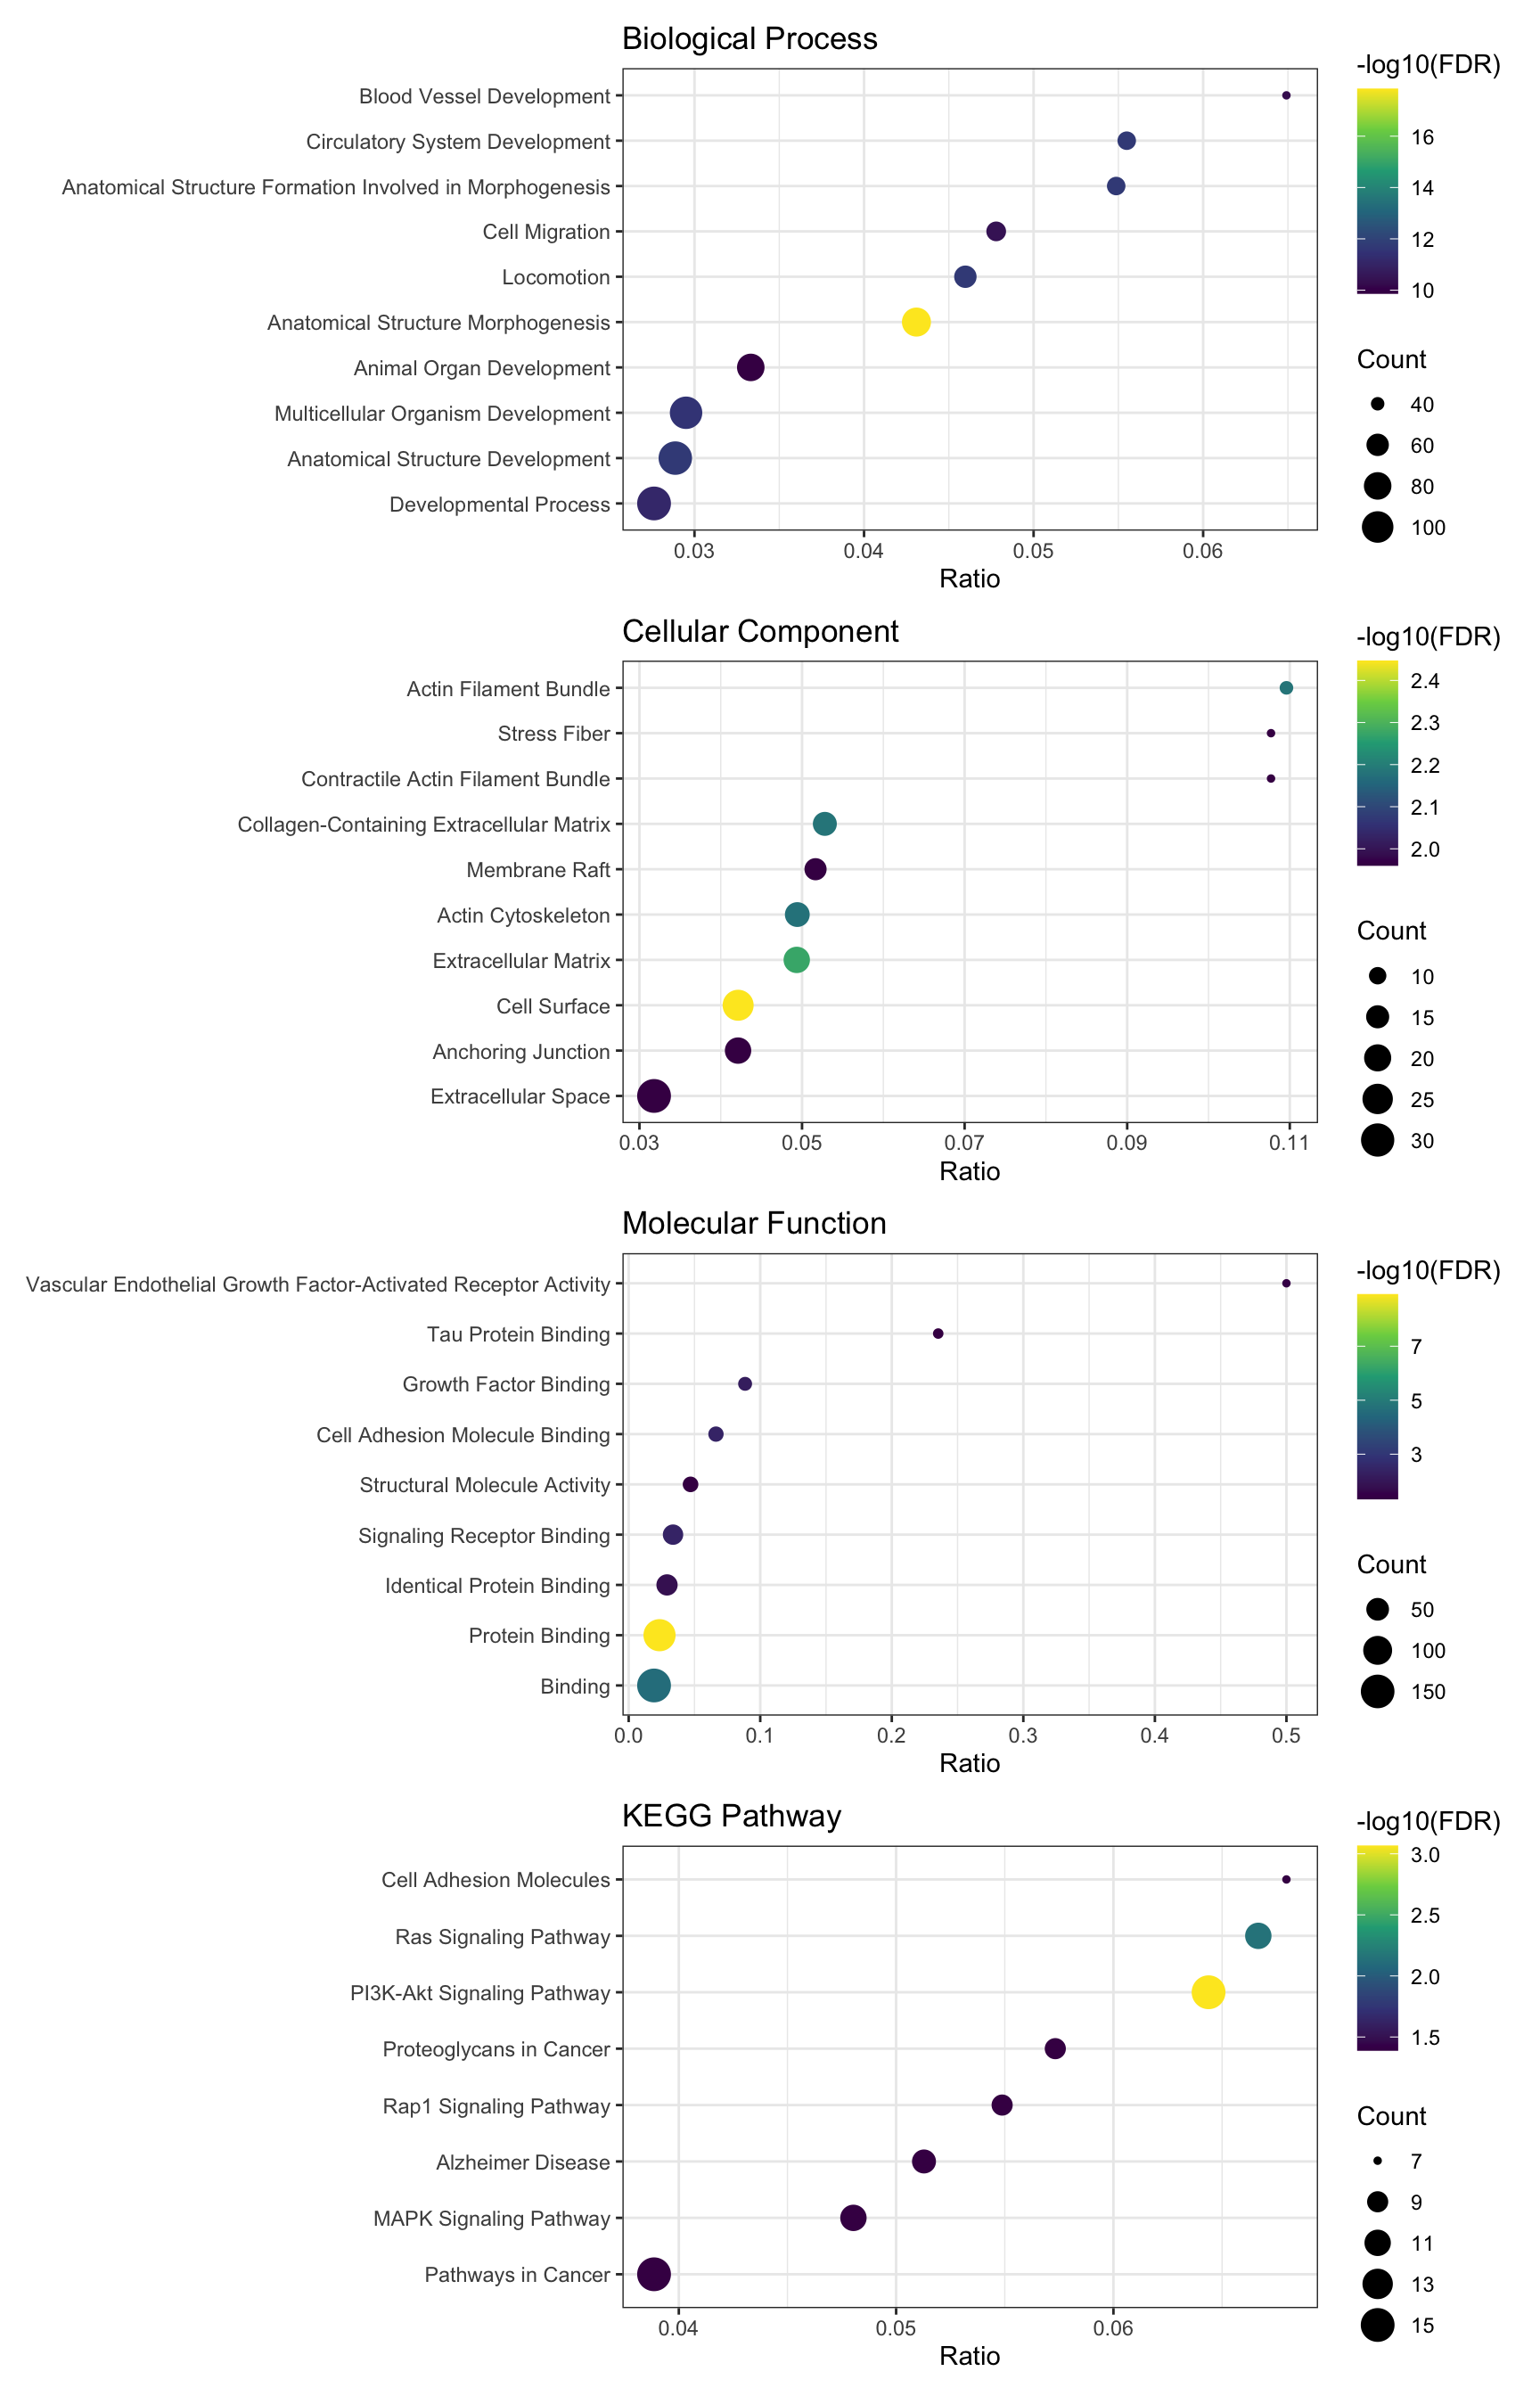 Biological Process
Blood Vessel Development
Circulatory System Development
Anatomical Structure Formation Involved in Morphogenesis
Cell Migration
Locomotion
Anatomical Structure Morphogenesis
Animal Organ Development
Multicellular Organism Development
Anatomical Structure Development
Developmental Process
0.03 0.04 0.05 0.06
Ratio
-log10(FDR)
16
14
12
10
Count
40
60
80
100
Cellular Component
Actin Filament Bundle
Stress Fiber
Contractile Actin Filament Bundle
Collagen-Containing Extracellular Matrix
Membrane Raft
Actin Cytoskeleton
Extracellular Matrix
Cell Surface
Anchoring Junction
Extracellular Space
0.03 0.05 0.07 0.09 0.11
Ratio
-log10(FDR)
2.4
2.3
2.2
2.1
2.0
Count
10
15
20
25
30
Molecular Function
Vascular Endothelial Growth Factor-Activated Receptor Activity
Tau Protein Binding
Growth Factor Binding
Cell Adhesion Molecule Binding
Structural Molecule Activity
Signaling Receptor Binding
Identical Protein Binding
Protein Binding
Binding
0.0 0.1 0.2 0.3 0.4 0.5
Ratio
-log10(FDR)
7
5
3
Count
50
100
150
KEGG Pathway
Cell Adhesion Molecules
Ras Signaling Pathway
PI3K-Akt Signaling Pathway
Proteoglycans in Cancer
Rap1 Signaling Pathway
Alzheimer Disease
MAPK Signaling Pathway
Pathways in Cancer
0.04 0.05 0.06
Ratio
-log10(FDR)
3.0
2.5
2.0
1.5
Count
7
9
11
13
15